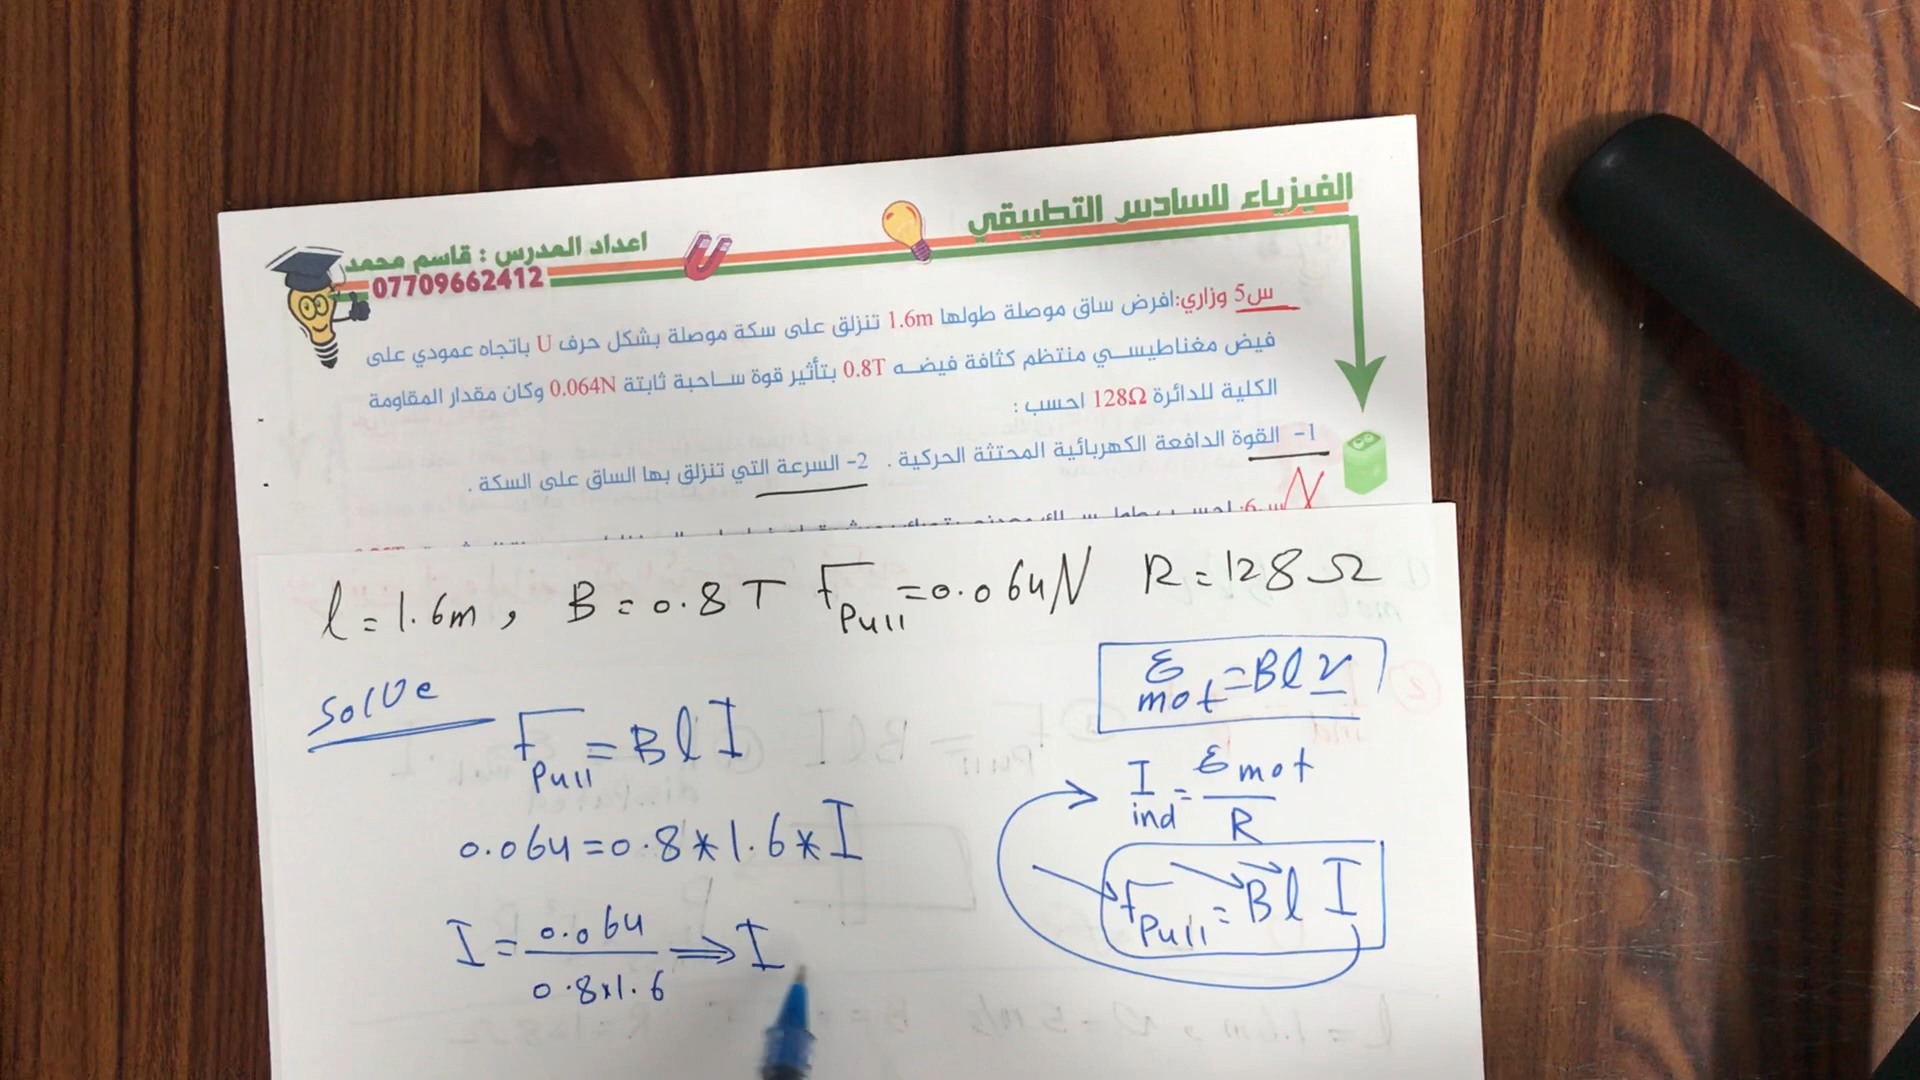 الفيزياء للسادس التطبيقي
اعداد المدرس : قاسم محمد
07709662412
س5 وزاري:افرض ساق موصلة طولها 1.6m تنزلق على سكة موصلة بشكل حرف U باتجاه عمودي على
فيض مغناطيسي منتظم كثافة فيضه 0.8T بتأثير قوة ساحبة ثابتة 0.064N وكان مقدار المقاومة
الكلية للدائرة 128Ω احسب :
1- القوة الدافعة الكهربائية المحتثة الحركية . 2- السرعة التي تنزلق بها الساق على السكة .
l = 1.6m , B = 0.8 T F Pull = 0.064N R = 128 Ω
Solve
F Pull = B l I
0.064 = 0.8 * 1.6 * I
I = 0.064 / 0.8x1.6 ⟹ I
ε mot = B l v
I ind = ε mot / R
F Pull = B l I